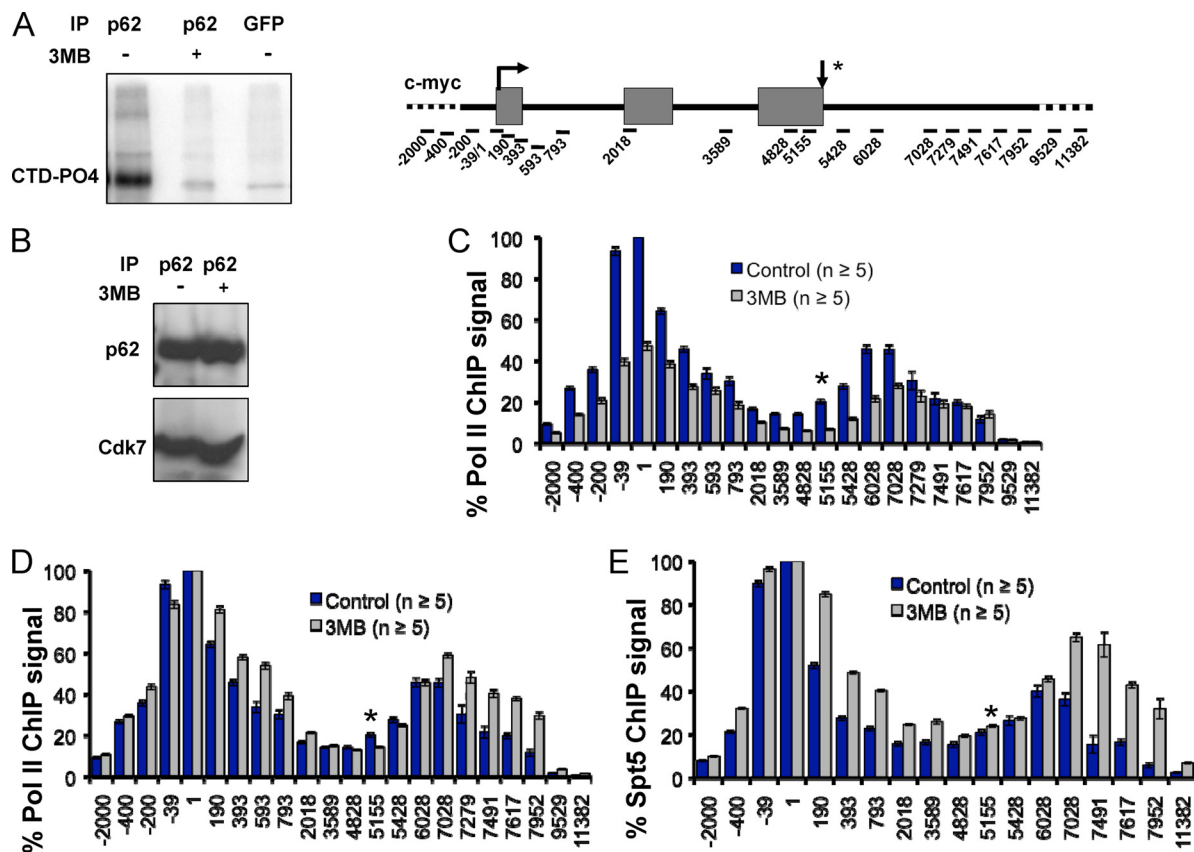 A
IP p62 p62 GFP
3MB - + -
CTD-PO4
c-myc
*
-2000 -400 -200 -39/1 190 393 593 793 2018 3589 4828 5155 5428 6028 7028 7279 7491 7617 7952 9529 11382
B
IP p62 p62
3MB - +
p62
Cdk7
C
% Pol II ChIP signal
100
80
60
40
20
0
Control (n ≥ 5)
3MB (n ≥ 5)
*
-2000 -400 -200 -39 1 190 393 593 793 2018 3589 4828 5155 5428 6028 7028 7279 7491 7617 7952 9529 11382
D
% Pol II ChIP signal
100
80
60
40
20
0
Control (n ≥ 5)
3MB (n ≥ 5)
*
-2000 -400 -200 -39 1 190 393 593 793 2018 3589 4828 5155 5428 6028 7028 7279 7491 7617 7952 9529 11382
E
% Spt5 ChIP signal
100
80
60
40
20
0
Control (n ≥ 5)
3MB (n ≥ 5)
*
-2000 -400 -39 1 190 393 793 2018 3589 4828 5155 5428 6028 7028 7491 7617 7952 11382